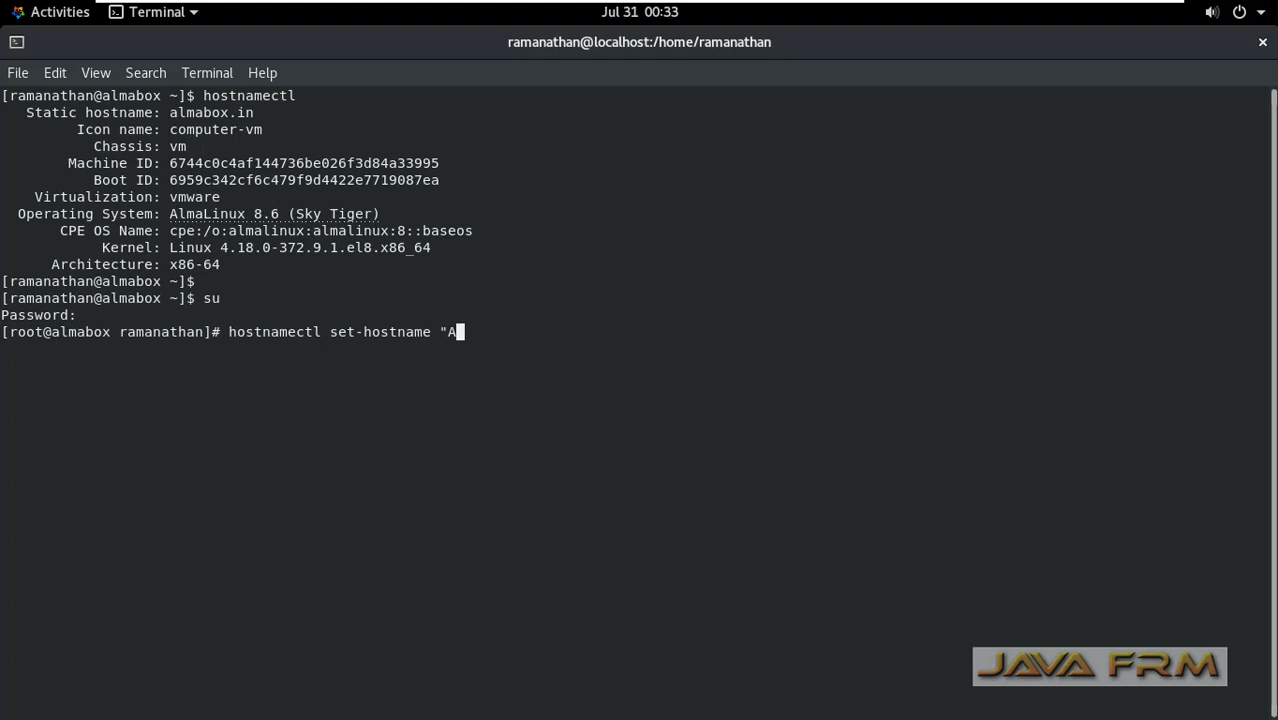 Activities Terminal Jul 31 00:33
ramanathan@localhost:/home/ramanathan
File Edit View Search Terminal Help
[ramanathan@almabox ~]$ hostnamectl
Static hostname: almabox.in
Icon name: computer-vm
Chassis: vm
Machine ID: 6744c0c4af144736be026f3d84a33995
Boot ID: 6959c342cf6c479f9d4422e7719087ea
Virtualization: vmware
Operating System: AlmaLinux 8.6 (Sky Tiger)
CPE OS Name: cpe:/o:almalinux:almalinux:8::baseos
Kernel: Linux 4.18.0-372.9.1.el8.x86_64
Architecture: x86-64
[ramanathan@almabox ~]$
[ramanathan@almabox ~]$ su
Password:
[root@almabox ramanathan]# hostnamectl set-hostname "A
JAVA FRM